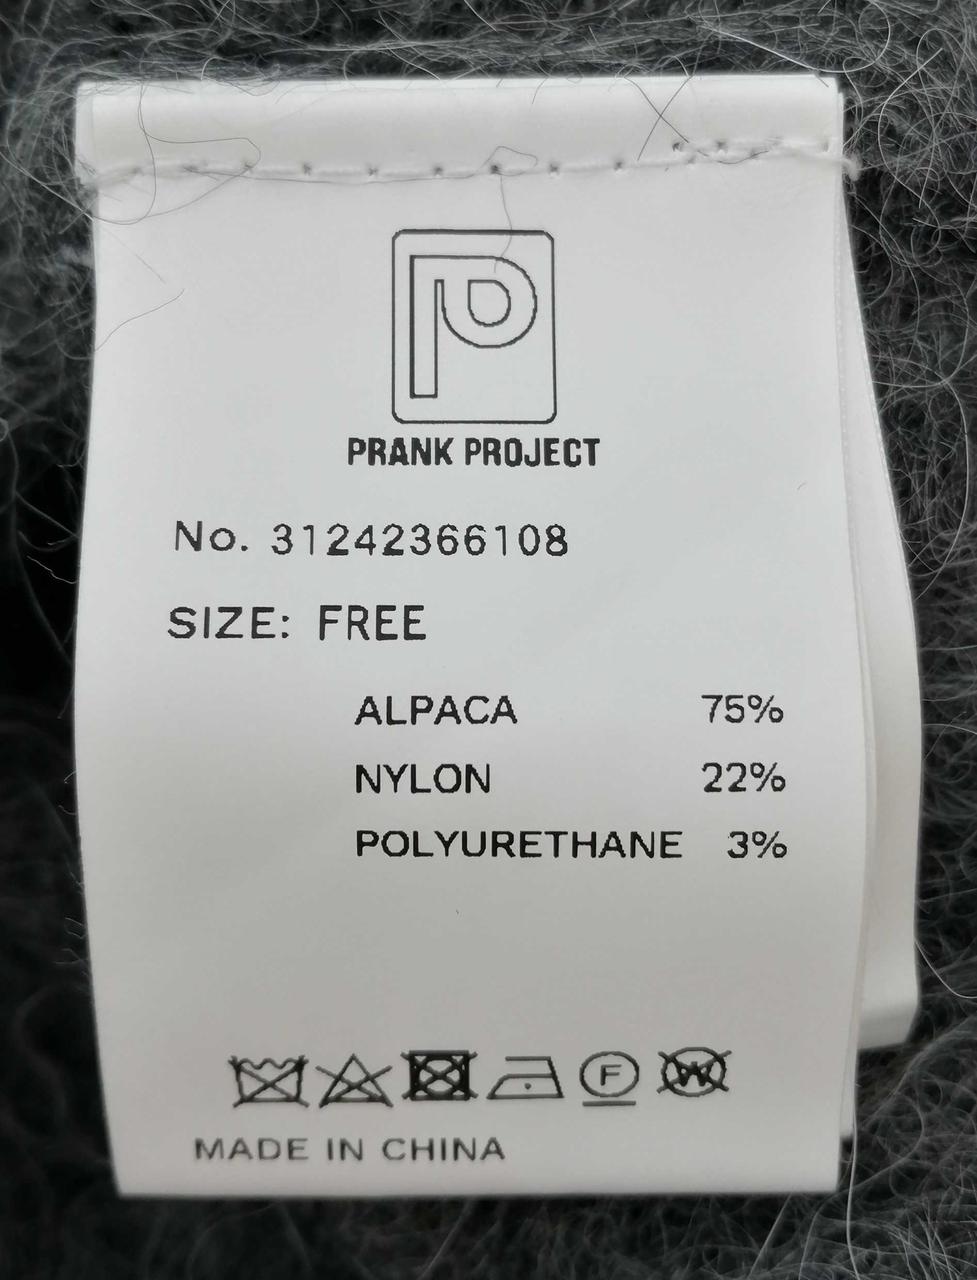 P
PRANK PROJECT
No. 31242366108
SIZE: FREE
ALPACA 75%
NYLON 22%
POLYURETHANE 3%
F W
MADE IN CHINA